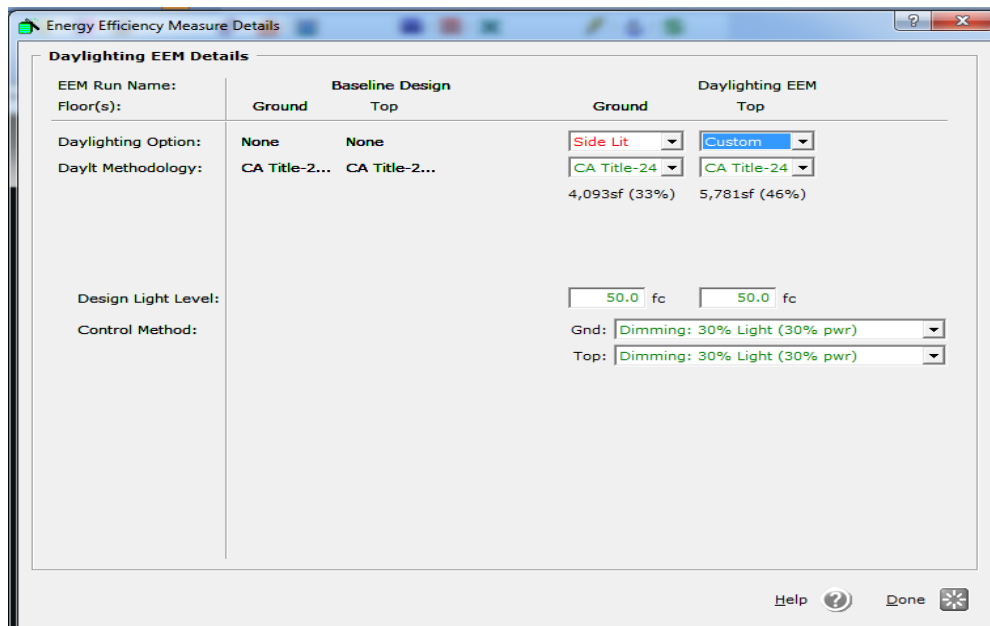 Energy Efficiency Measure Details
Daylighting EEM Details
EEM Run Name: Baseline Design Daylighting EEM
Floor(s): Ground Top Ground Top
Daylighting Option: None None Side Lit Custom
Daylt Methodology: CA Title-2... CA Title-2... CA Title-24 CA Title-24
4,093sf (33%) 5,781sf (46%)
Design Light Level: 50.0 fc 50.0 fc
Control Method: Gnd: Dimming: 30% Light (30% pwr)
Top: Dimming: 30% Light (30% pwr)
Help ? Done